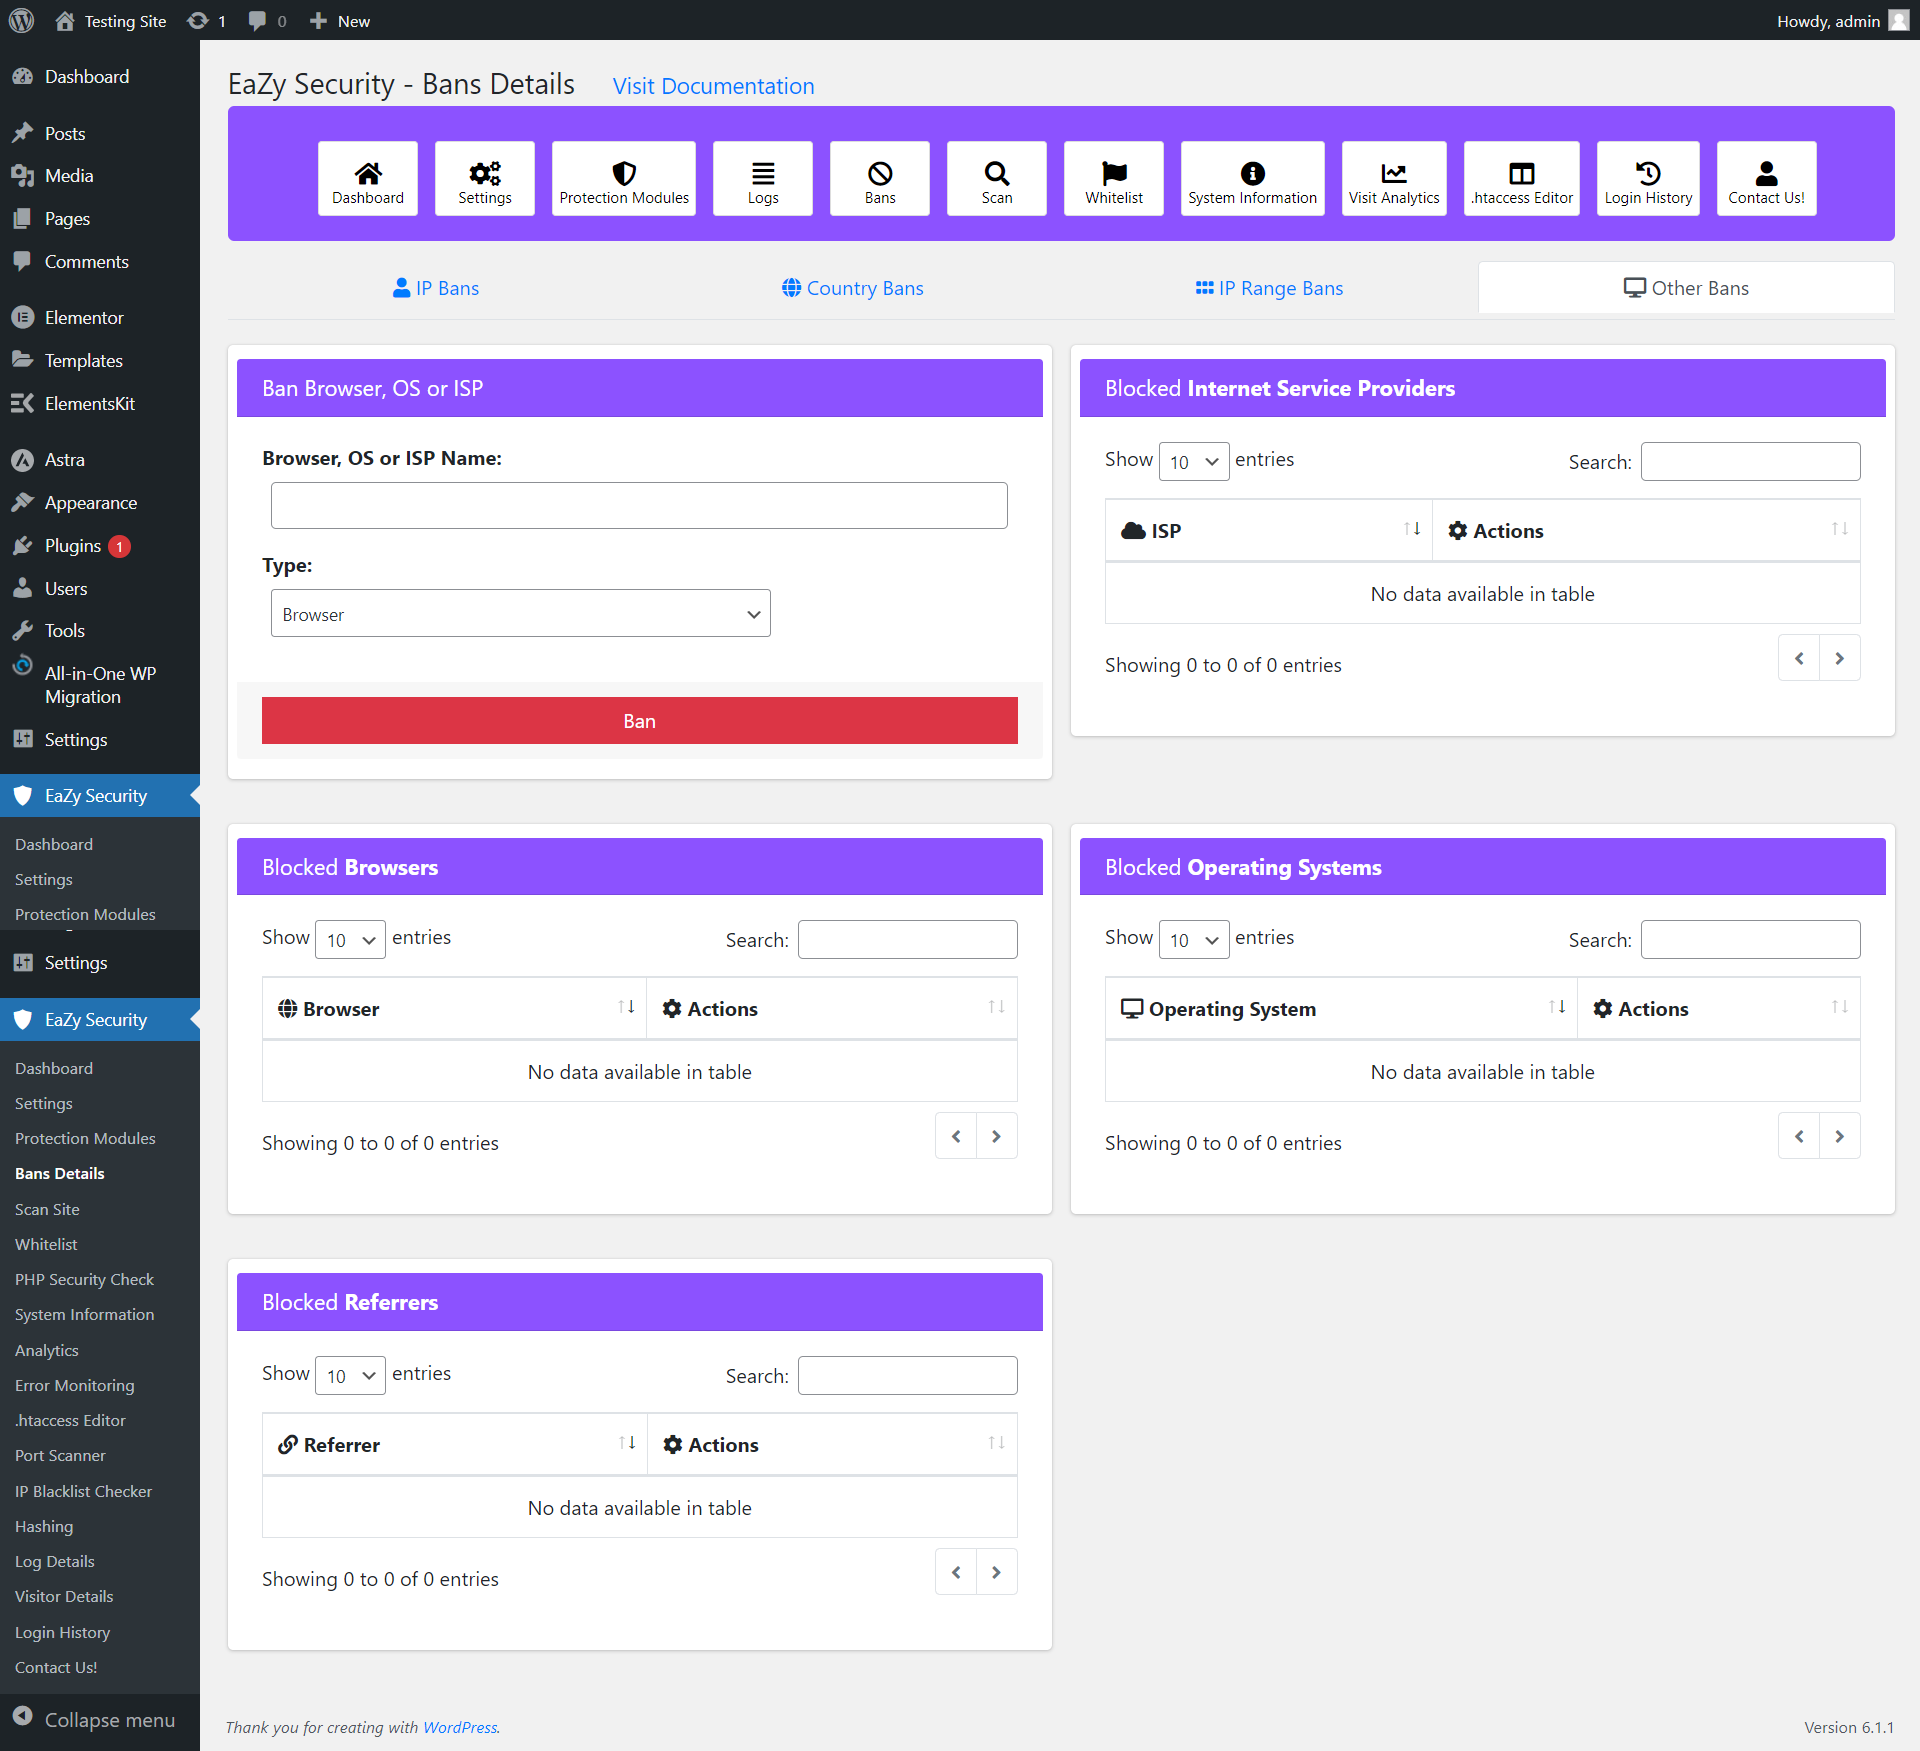 Testing Site
1
0
New
Howdy, admin
Dashboard
Posts
Media
Pages
Comments
Elementor
Templates
ElementsKit
Astra
Appearance
Plugins 1
Users
Tools
All-in-One WP
Migration
Settings
EaZy Security
Dashboard
Settings
Protection Modules
Settings
EaZy Security
Dashboard
Settings
Protection Modules
Bans Details
Scan Site
Whitelist
PHP Security Check
System Information
Analytics
Error Monitoring
.htaccess Editor
Port Scanner
IP Blacklist Checker
Hashing
Log Details
Visitor Details
Login History
Contact Us!
Collapse menu
EaZy Security - Bans Details
Visit Documentation
Dashboard
Settings
Protection Modules
Logs
Bans
Scan
Whitelist
System Information
Visit Analytics
.htaccess Editor
Login History
Contact Us!
IP Bans
Country Bans
IP Range Bans
Other Bans
Ban Browser, OS or ISP
Browser, OS or ISP Name:
Type:
Browser
Ban
Blocked Internet Service Providers
Show 10 entries
Search:
ISP
Actions
No data available in table
Showing 0 to 0 of 0 entries
Blocked Browsers
Show 10 entries
Search:
Browser
Actions
No data available in table
Showing 0 to 0 of 0 entries
Blocked Operating Systems
Show 10 entries
Search:
Operating System
Actions
No data available in table
Showing 0 to 0 of 0 entries
Blocked Referrers
Show 10 entries
Search:
Referrer
Actions
No data available in table
Showing 0 to 0 of 0 entries
Thank you for creating with WordPress.
Version 6.1.1